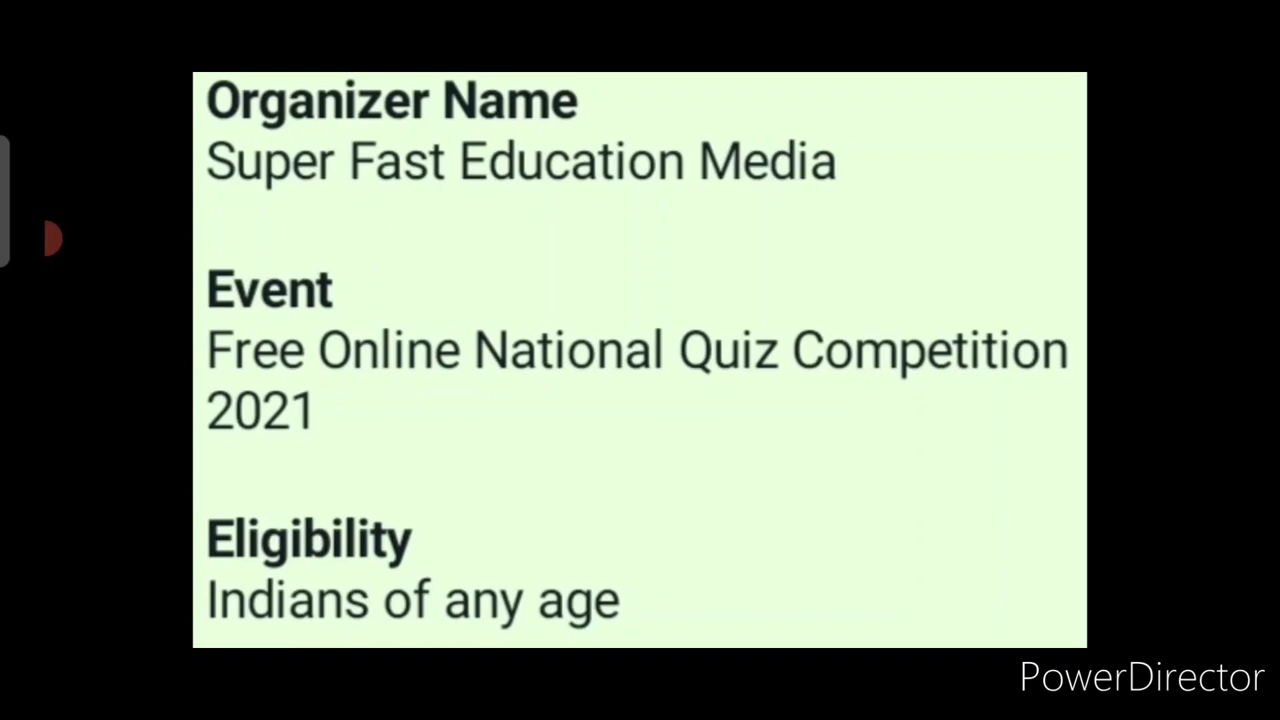 Organizer Name
Super Fast Education Media
Event
Free Online National Quiz Competition
2021
Eligibility
Indians of any age
PowerDirector